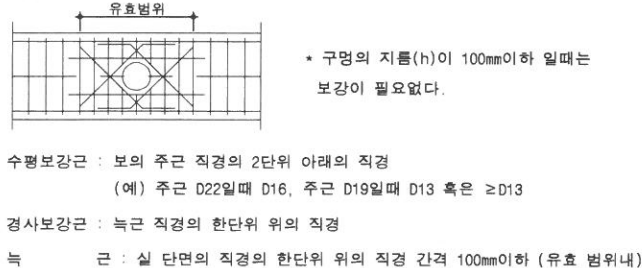 유효범위
* 구멍의 지름(h)이 100mm이하 일때는
보강이 필요없다.
수평보강근 : 보의 주근 직경의 2단위 아래의 직경
(예) 주근 D22일때 D16, 주근 D19일때 D13 혹은 ≥D13
경사보강근 : 늑근 직경의 한단위 위의 직경
늑 근 : 실 단면의 직경의 한단위 위의 직경 간격 100mm이하 (유효 범위내)